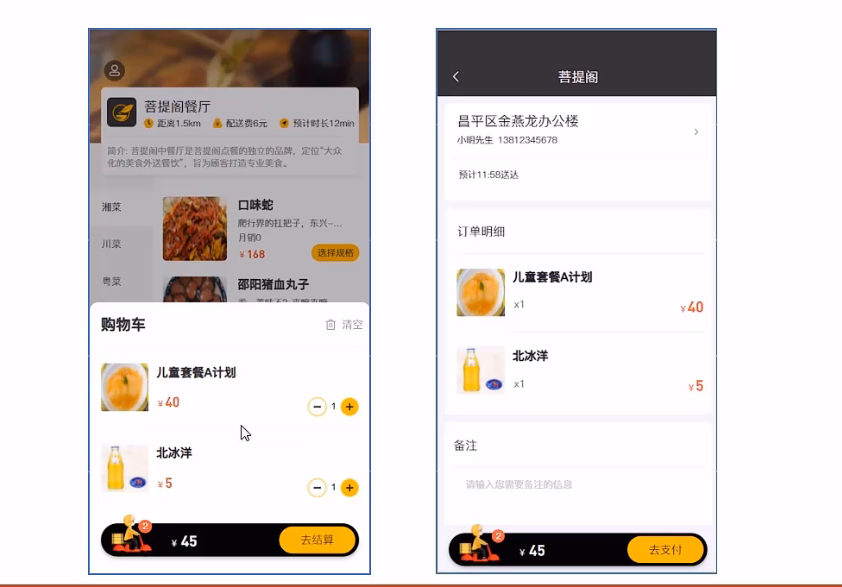 菩提阁餐厅
距离1.5km 配送费6元 预计时长12min
简介: 菩提阁中餐厅是菩提阁点餐的独立的品牌，定位“大众
化的美食外送餐饮”，旨为顾客打造专业美食。
湘菜
川菜
粤菜
口味蛇
爬行界的扛把子，东兴-...
月销0
¥168
选择规格
邵阳猪血丸子
购物车
清空
儿童套餐A计划
¥40
1
北冰洋
¥5
1
2
¥45
去结算
菩提阁
昌平区金燕龙办公楼
小明先生 13812345678
预计11:58送达
订单明细
儿童套餐A计划
x1
¥40
北冰洋
x1
¥5
备注
请输入您需要备注的信息
2
¥45
去支付